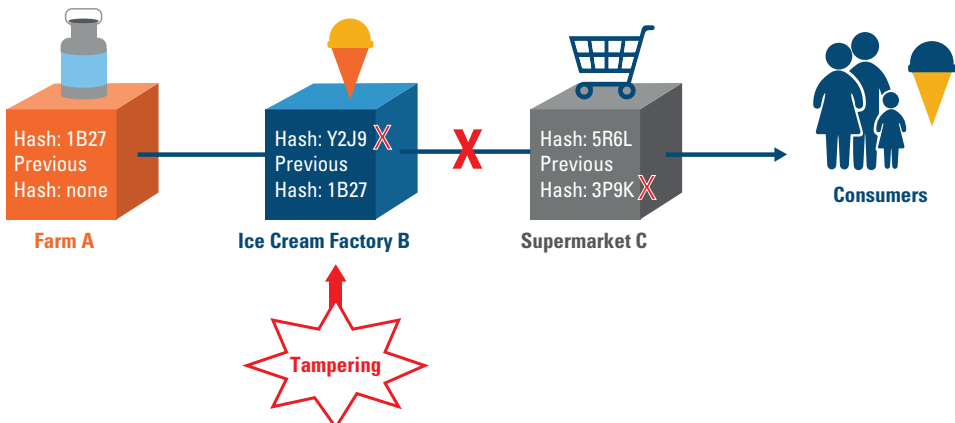 Hash: 1B27
Previous
Hash: none
Farm A
Hash: Y2J9 X
Previous
Hash: 1B27
Ice Cream Factory B
X
Hash: 5R6L
Previous
Hash: 3P9K X
Supermarket C
Consumers
Tampering